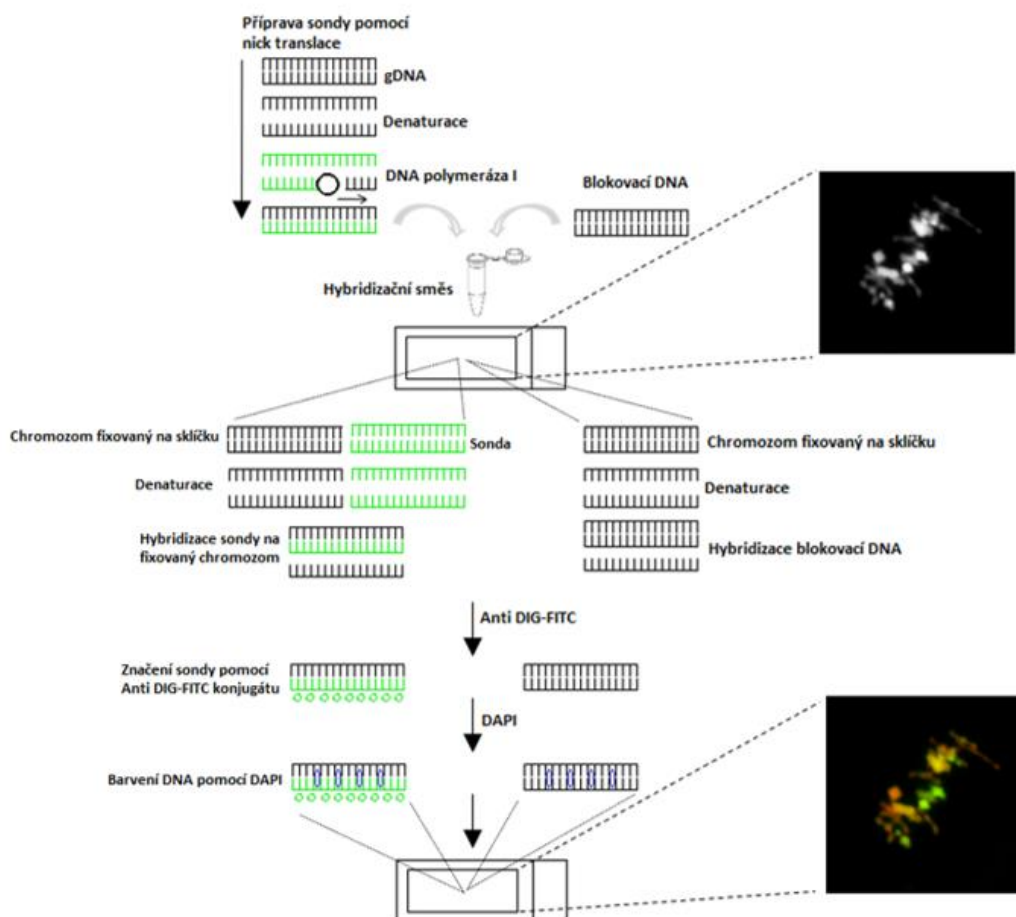 Příprava sondy pomocí
nick translace
gDNA
Denaturace
DNA polymeráza I
Blokovací DNA
Hybridizační směs
Chromozom fixovaný na sklíčku
Sonda
Chromozom fixovaný na sklíčku
Denaturace
Denaturace
Hybridizace sondy na
fixovaný chromozom
Hybridizace blokovací DNA
Anti DIG-FITC
Značení sondy pomocí
Anti DIG-FITC konjugátu
DAPI
Barvení DNA pomocí DAPI